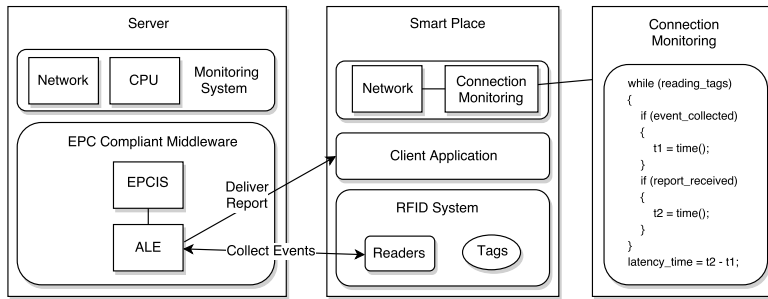 Server
Network
CPU
Monitoring
System
EPC Compliant Middleware
EPCIS
ALE
Deliver
Report
Collect Events
Smart Place
Network
Connection
Monitoring
Client Application
RFID System
Readers
Tags
Connection
Monitoring
while (reading_tags)
{
if (event_collected)
{
t1 = time();
}
if (report_received)
{
t2 = time();
}
}
latency_time = t2 - t1;